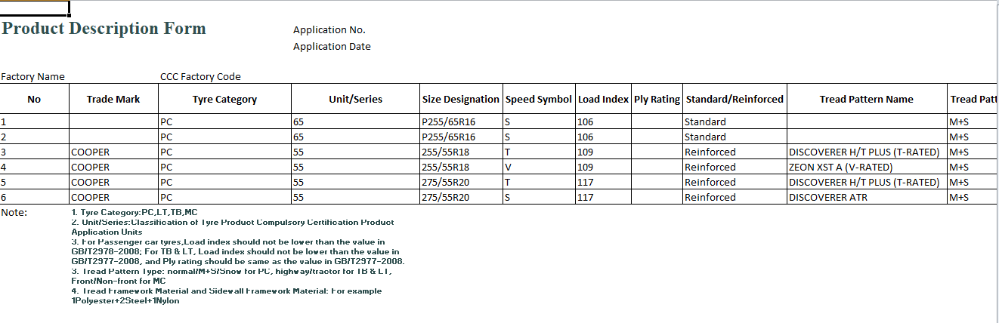 Product Description Form
Application No.
Application Date
Factory Name CCC Factory Code
No Trade Mark Tyre Category Unit/Series Size Designation Speed Symbol Load Index Ply Rating Standard/Reinforced Tread Pattern Name Tread Patt
1 PC 65 P255/65R16 S 106 Standard M+S
2 PC 65 P255/65R16 S 106 Standard M+S
3 COOPER PC 55 255/55R18 T 109 Reinforced DISCOVERER H/T PLUS (T-RATED) M+S
4 COOPER PC 55 255/55R18 V 109 Reinforced ZEON XST A (V-RATED) M+S
5 COOPER PC 55 275/55R20 T 117 Reinforced DISCOVERER H/T PLUS (T-RATED) M+S
6 COOPER PC 55 275/55R20 S 117 Reinforced DISCOVERER ATR M+S
Note: 1. Tyre Category:PC,LT,TB,MC
2. Unit/Series:Classification of Tyre Product Compulsory Certification Product
Application Units
3. For Passenger car tyres,Load index should not be lower than the value in
GB/T2978-2008; For TB & LT, Load index should not be lower than the value in
GB/T2977-2008, and Ply rating should be same as the value in GB/T2977-2008.
3. Tread Pattern Type: normal/M+S/Snow for PC, highway/tractor for TB & LT,
Front/Non-front for MC
4. Tread Framework Material and Sidewall Framework Material: For example
1Polyester+2Steel+1Nylon